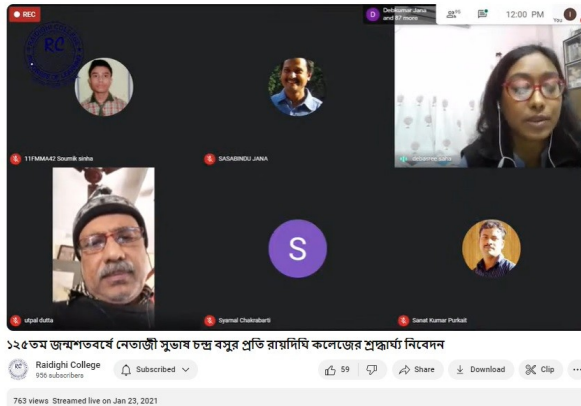 REC
RC
Debkumar Jana
and 87 more
12:00 PM
You
11FMMA42 Soumik sinha
SASABINDU JANA
utpal dutta
S
Syamal Chakrabarti
Sanat Kumar Purkait
১২৫তম জন্মশতবর্ষে নেতাজী সুভাষ চন্দ্র বসুর প্রতি রায়দিঘি কলেজের শ্রদ্ধার্ঘ্য নিবেদন
Raidighi College
956 subscribers
Subscribed
59
Share
Download
Clip
763 views Streamed live on Jan 23, 2021